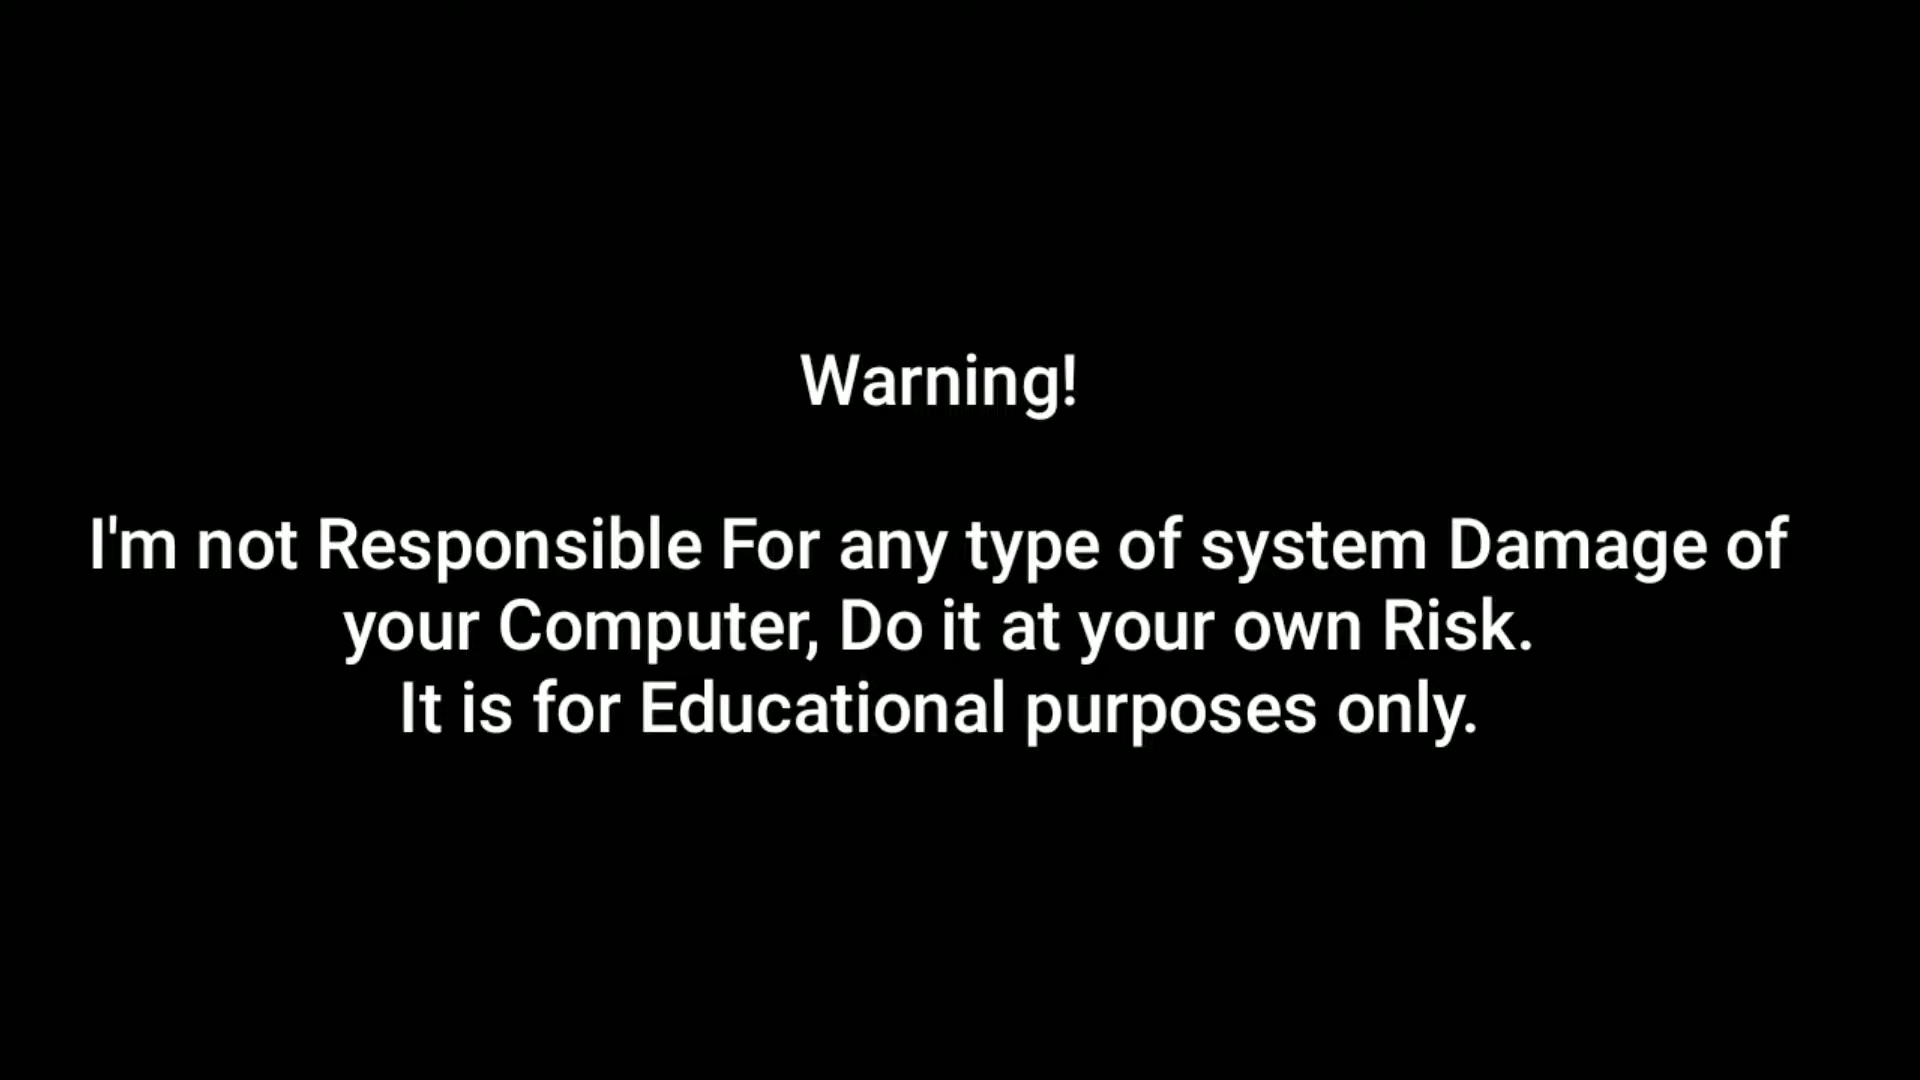 Warning!
I'm not Responsible For any type of system Damage of
your Computer, Do it at your own Risk.
It is for Educational purposes only.